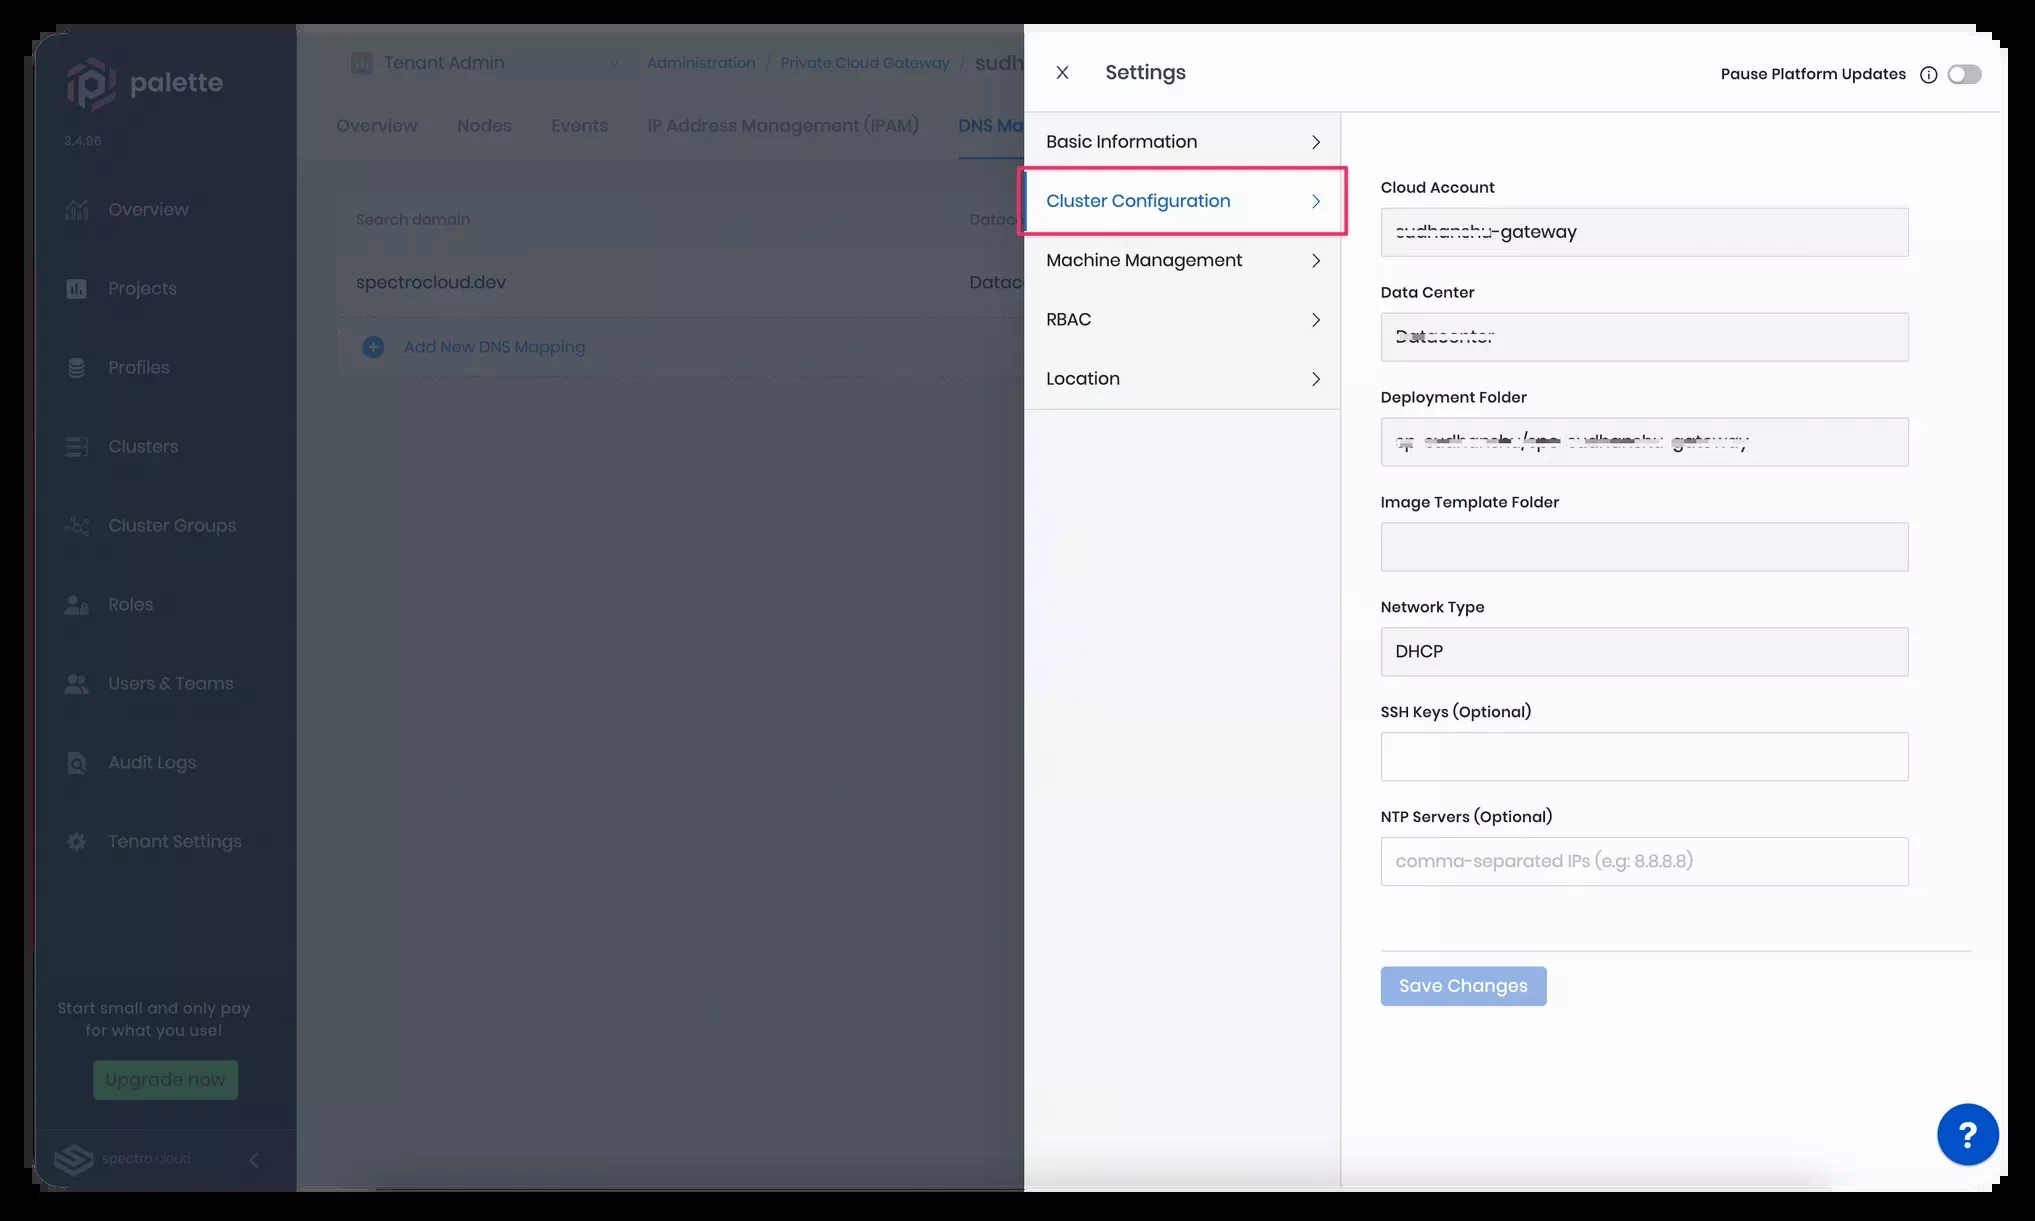 palette
3.4.96
Overview
Projects
Profiles
Clusters
Cluster Groups
Roles
Users & Teams
Audit Logs
Tenant Settings
Start small and only pay
for what you use!
Upgrade now
spectro cloud
Tenant Admin
Administration / Private Cloud Gateway / sudh
Overview Nodes Events IP Address Management (IPAM) DNS Ma
Search domain Datac
spectrocloud.dev Datac
Add New DNS Mapping
Settings
Pause Platform Updates
Basic Information
Cluster Configuration
Machine Management
RBAC
Location
Cloud Account
sudhanshu-gateway
Data Center
Datacenter
Deployment Folder
Image Template Folder
Network Type
DHCP
SSH Keys (Optional)
NTP Servers (Optional)
comma-separated IPs (e.g: 8.8.8.8)
Save Changes
?